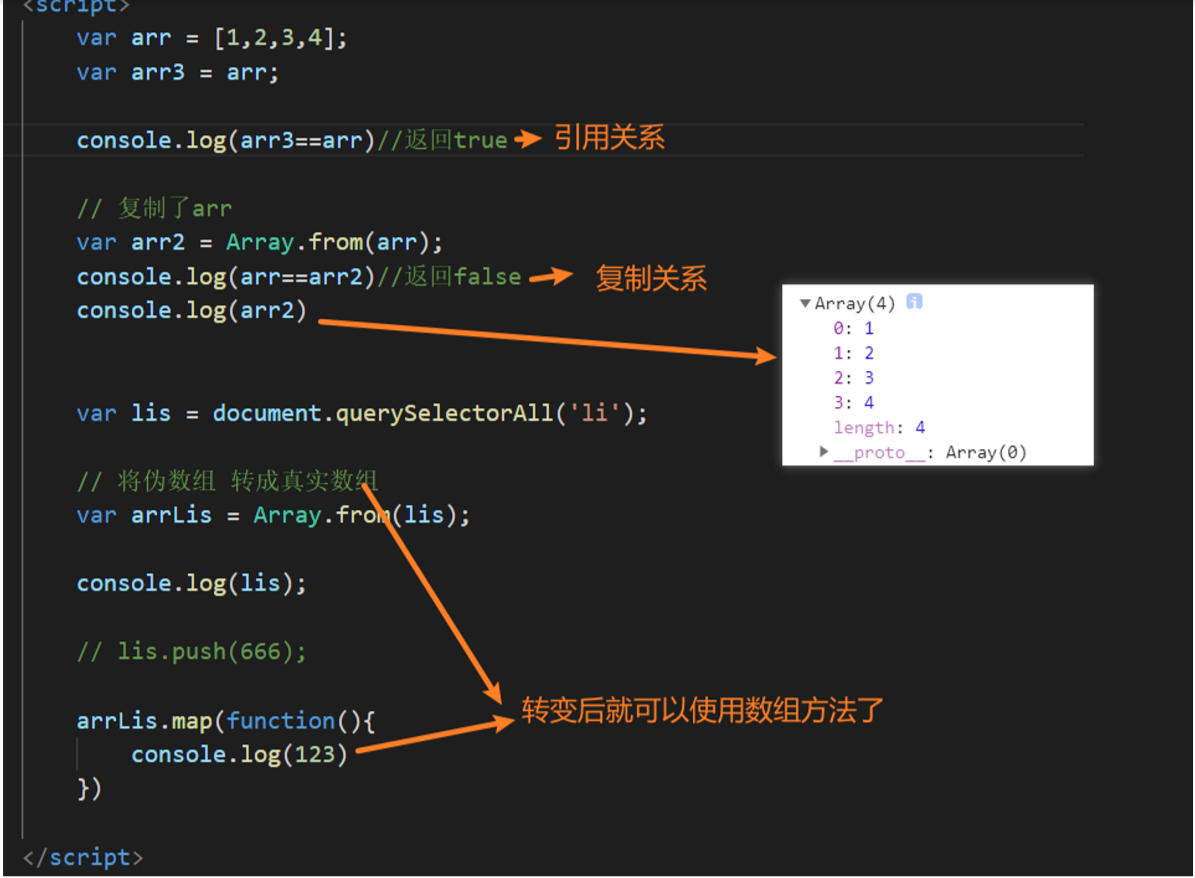 <script>
var arr = [1,2,3,4];
var arr3 = arr;
console.log(arr3==arr)//返回true 引用关系
// 复制了arr
var arr2 = Array.from(arr);
console.log(arr==arr2)//返回false 复制关系
console.log(arr2)
▼Array(4) i
0: 1
1: 2
2: 3
3: 4
length: 4
▶__proto__: Array(0)
var lis = document.querySelectorAll('li');
// 将伪数组 转成真实数组
var arrLis = Array.from(lis);
console.log(lis);
// lis.push(666);
arrLis.map(function(){
转变后就可以使用数组方法了
console.log(123)
})
</script>